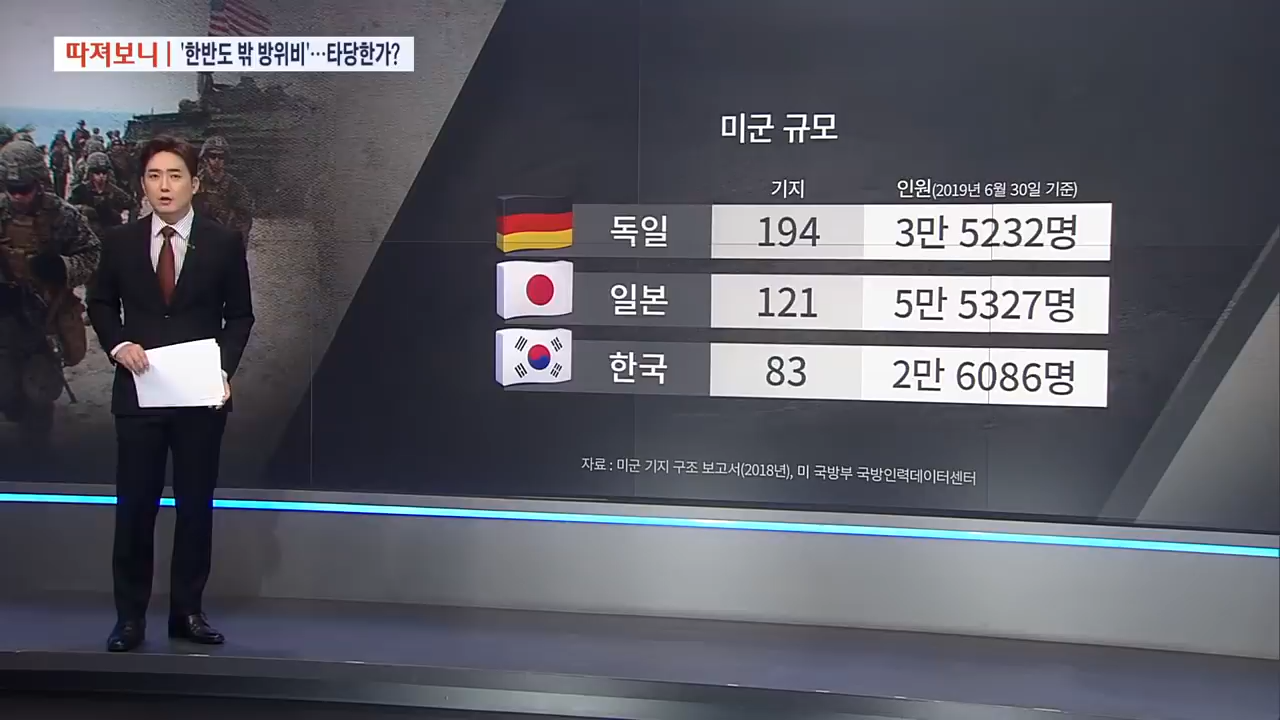 따져보니 | '한반도 밖 방위비'…타당한가?
미군 규모
기지 인원(2019년 6월 30일 기준)
독일 194 3만 5232명
일본 121 5만 5327명
한국 83 2만 6086명
자료 : 미군 기지 구조 보고서(2018년), 미 국방부 국방인력데이터센터